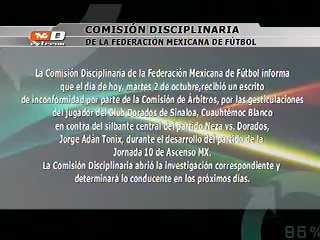 COMISIÓN DISCIPLINARIA
DE LA FEDERACIÓN MEXICANA DE FÚTBOL
La Comisión Disciplinaria de la Federación Mexicana de Fútbol informa
que el día de hoy, martes 2 de octubre,recibió un escrito
de inconformidad por parte de la Comisión de Árbitros, por las gesticulaciones
del jugador del Club Dorados de Sinaloa, Cuauhtémoc Blanco
en contra del silbante central del partido Neza vs. Dorados,
Jorge Adán Tonix, durante el desarrollo del partido de la
Jornada 10 de Ascenso MX.
La Comisión Disciplinaria abrió la investigación correspondiente y
determinará lo conducente en los próximos días.
86%